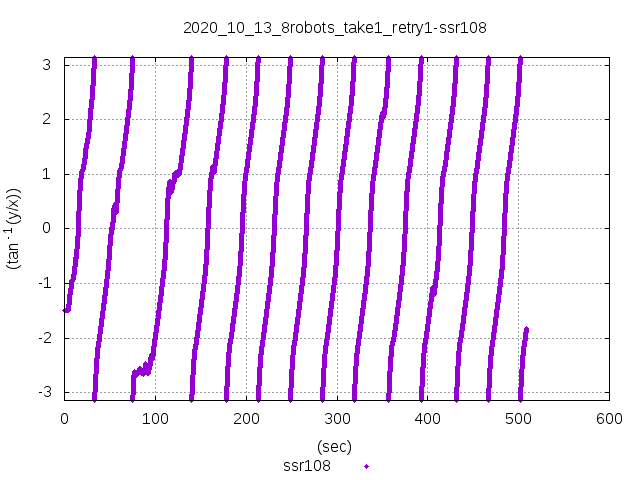 2020_10_13_8robots_take1_retry1-ssr108
3
2
1
0
-1
-2
-3
(tan⁻¹(y/x))
0 100 200 300 400 500 600
(sec)
ssr108